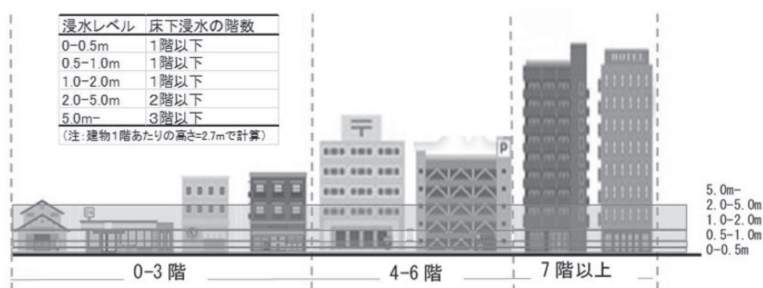 浸水レベル 床下浸水の階数
0-0.5m 1階以下
0.5-1.0m 1階以下
1.0-2.0m 1階以下
2.0-5.0m 2階以下
5.0m- 3階以下
(注:建物1階あたりの高さ=2.7mで計算)
〒
HOTEL
P
5.0m-
2.0-5.0m
1.0-2.0m
0.5-1.0m
0-0.5m
0-3階
4-6階
7階以上